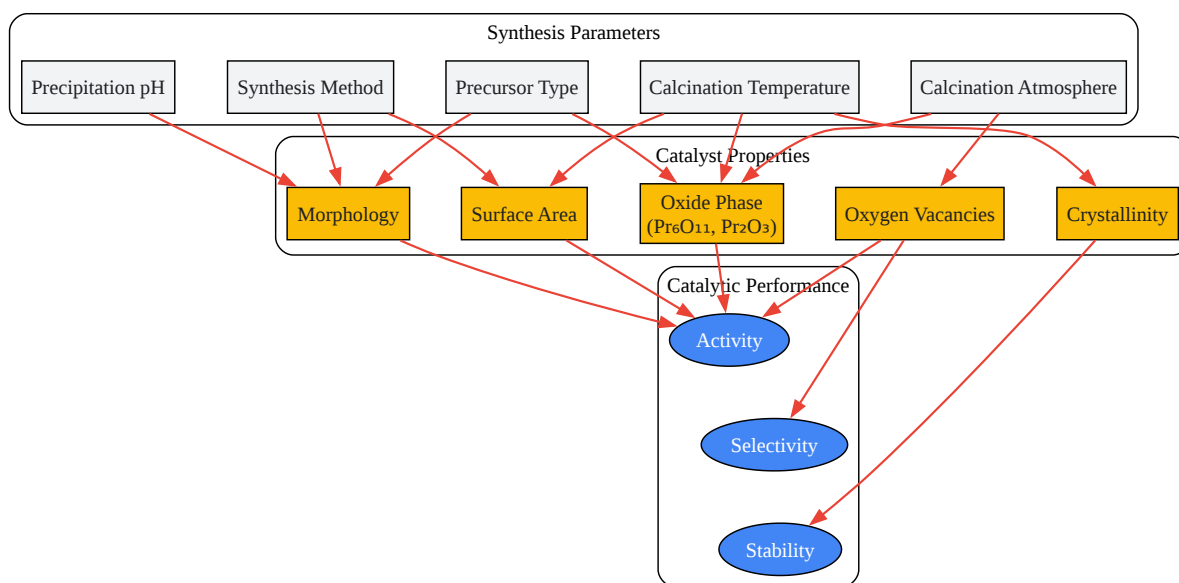 Synthesis Parameters
Precipitation pH
Synthesis Method
Precursor Type
Calcination Temperature
Calcination Atmosphere
Catalyst Properties
Morphology
Surface Area
Oxide Phase
(Pr₆O₁₁, Pr₂O₃)
Oxygen Vacancies
Crystallinity
Catalytic Performance
Activity
Selectivity
Stability